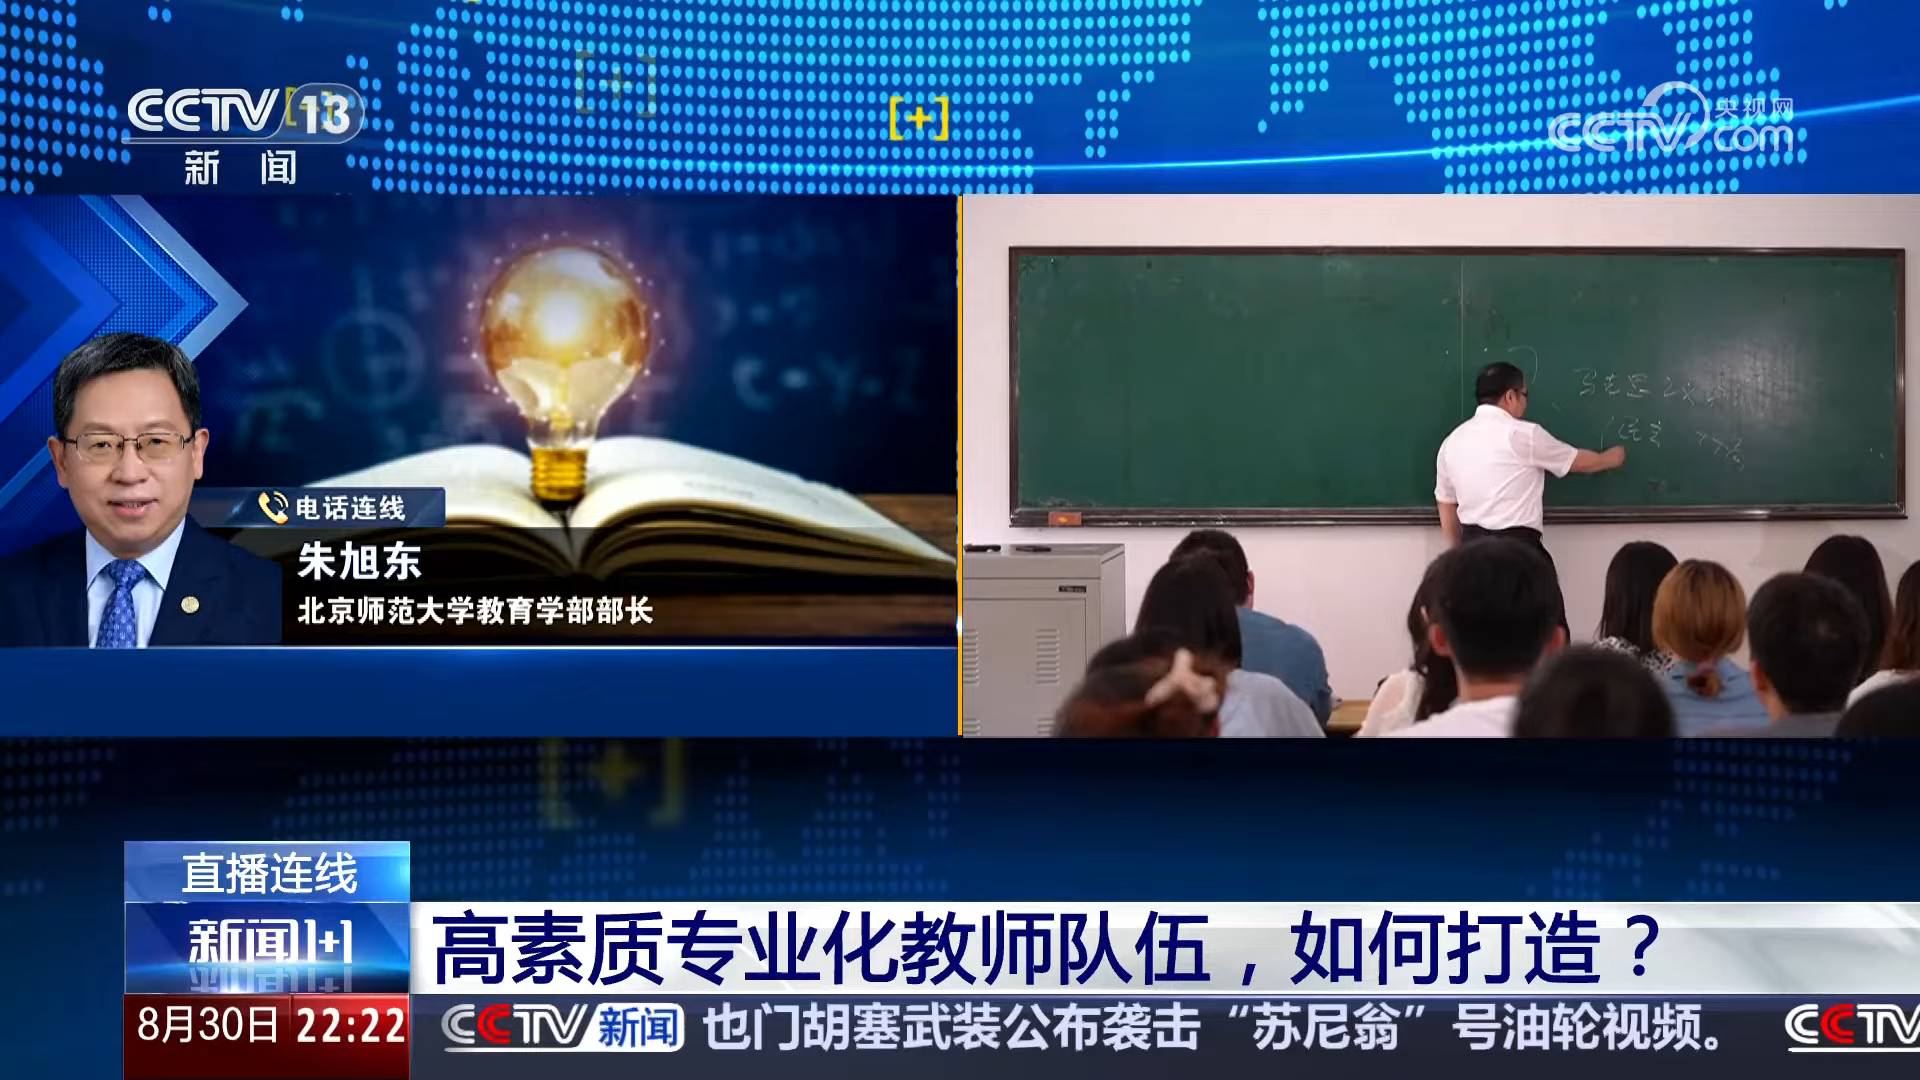 CCTV 13
新闻
央视网
CCTV.com
电话连线
朱旭东
北京师范大学教育学部部长
直播连线
新闻1+1
高素质专业化教师队伍，如何打造？
8月30日 22:22
CCTV新闻 也门胡塞武装公布袭击“苏尼翁”号油轮视频。 CCTV